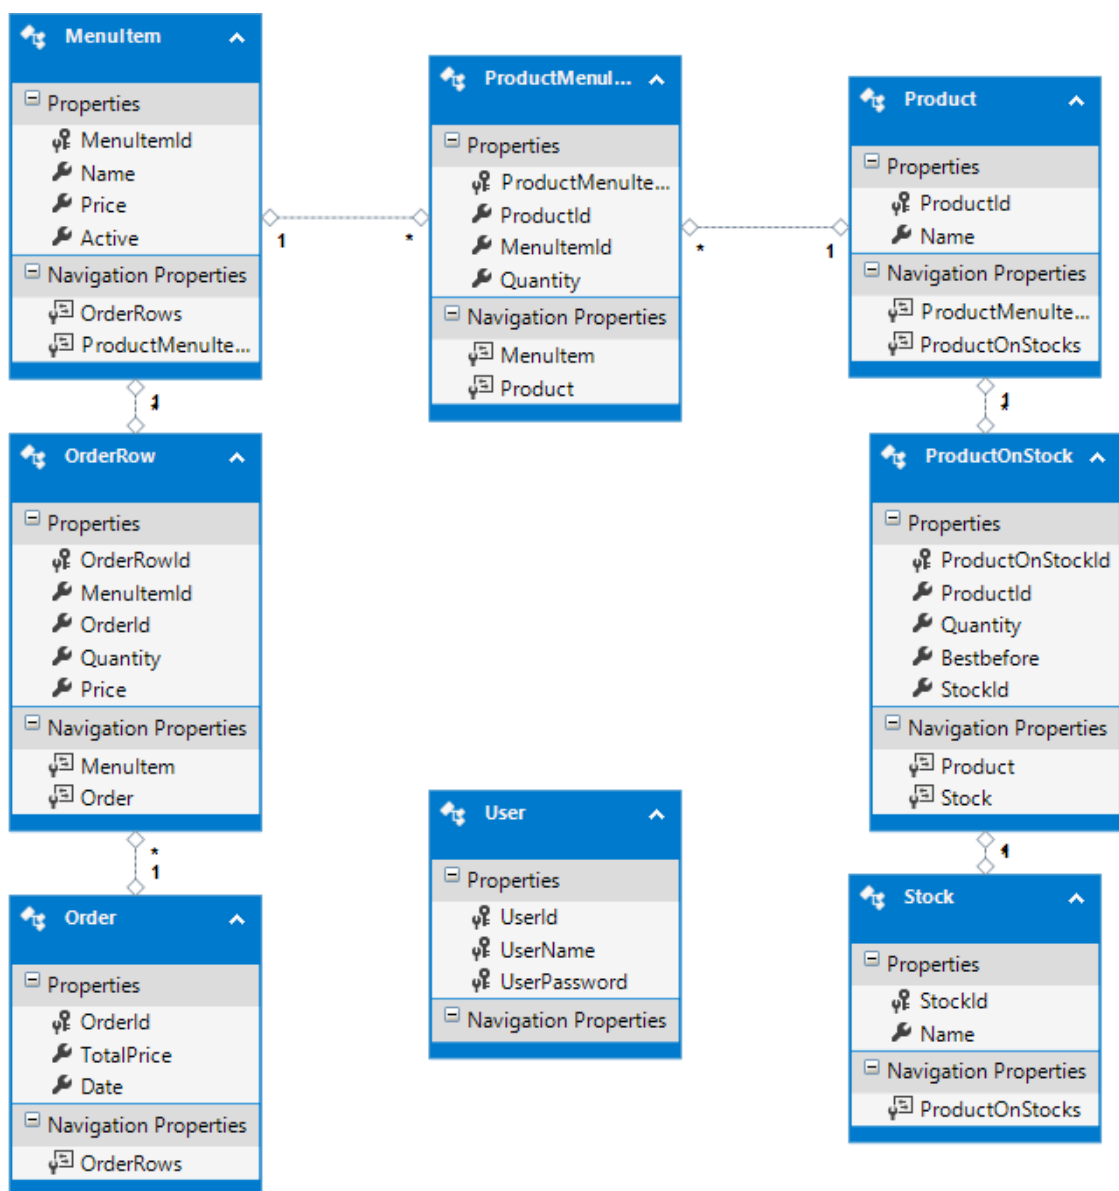 MenuItem
Properties
MenuItemId
Name
Price
Active
Navigation Properties
OrderRows
ProductMenuIte...
1
*
ProductMenuI...
Properties
ProductMenuIte...
ProductId
MenuItemId
Quantity
Navigation Properties
MenuItem
Product
*
1
Product
Properties
ProductId
Name
Navigation Properties
ProductMenuIte...
ProductOnStocks
1
*
OrderRow
Properties
OrderRowId
MenuItemId
OrderId
Quantity
Price
Navigation Properties
MenuItem
Order
*
1
Order
Properties
OrderId
TotalPrice
Date
Navigation Properties
OrderRows
User
Properties
UserId
UserName
UserPassword
Navigation Properties
1
*
ProductOnStock
Properties
ProductOnStockId
ProductId
Quantity
Bestbefore
StockId
Navigation Properties
Product
Stock
*
1
Stock
Properties
StockId
Name
Navigation Properties
ProductOnStocks